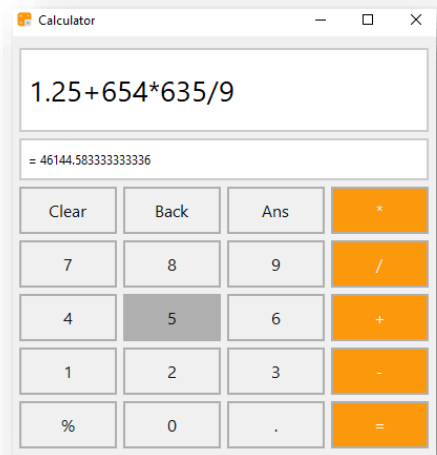 Calculator
1.25+654*635/9
= 46144.583333333336
Clear Back Ans *
7 8 9 /
4 5 6 +
1 2 3 -
% 0 . =